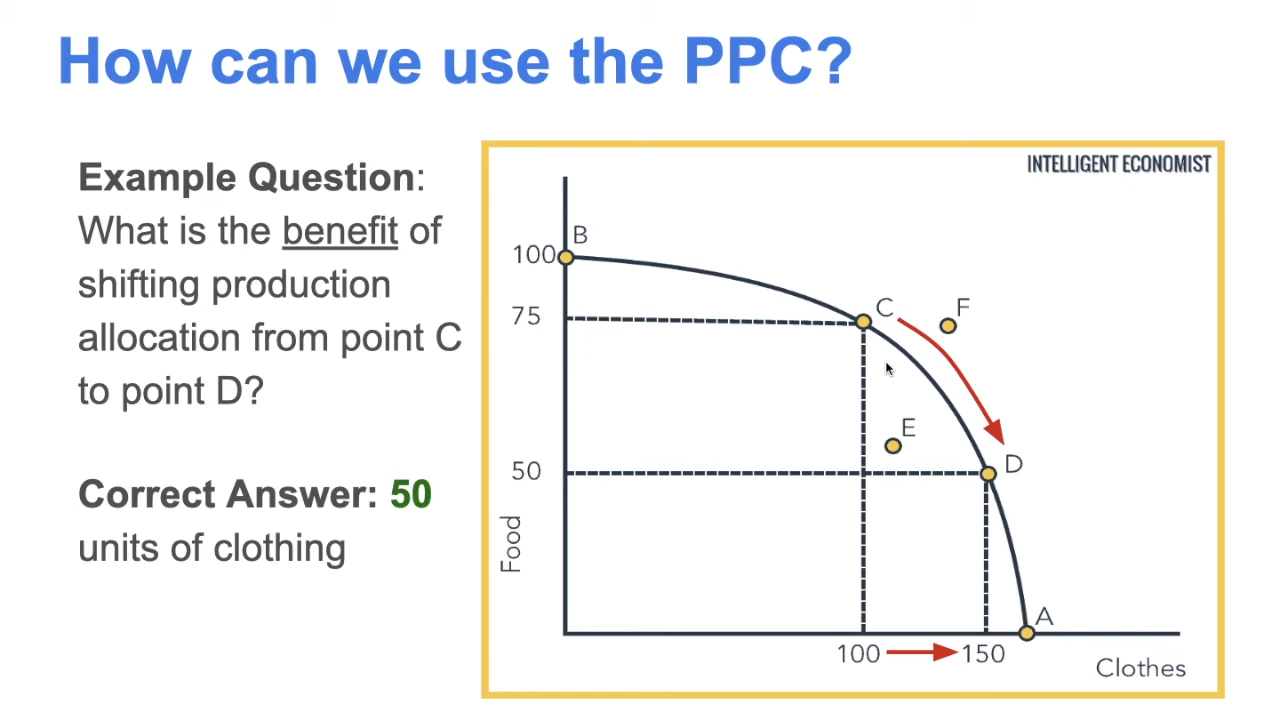 How can we use the PPC?
Example Question:
What is the benefit of
shifting production
allocation from point C
to point D?
Correct Answer: 50
units of clothing
INTELLIGENT ECONOMIST
B
100
75
C
F
E
50
D
Food
A
100
150
Clothes